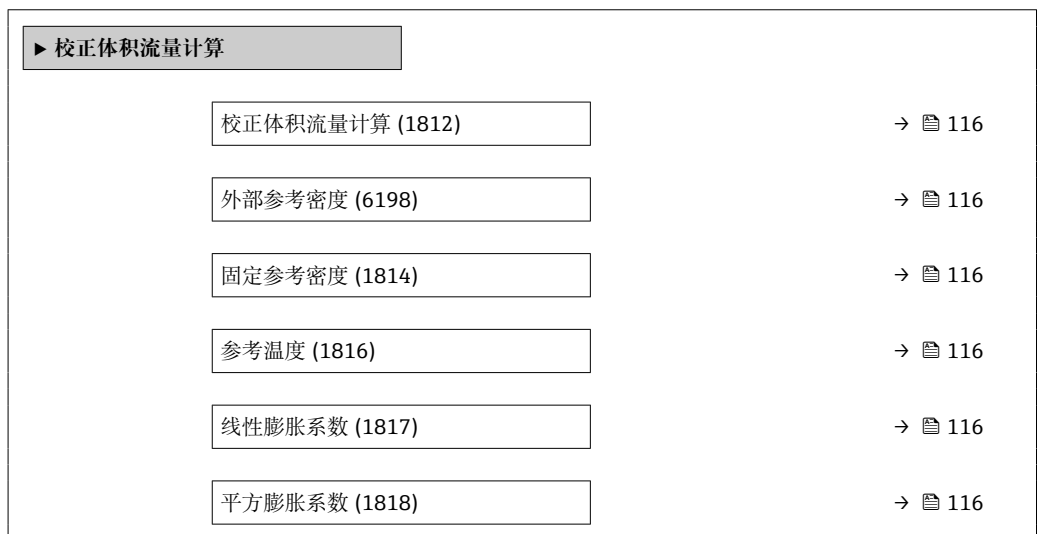 ▶ 校正体积流量计算
校正体积流量计算 (1812) → 🖹 116
外部参考密度 (6198) → 🖹 116
固定参考密度 (1814) → 🖹 116
参考温度 (1816) → 🖹 116
线性膨胀系数 (1817) → 🖹 116
平方膨胀系数 (1818) → 🖹 116